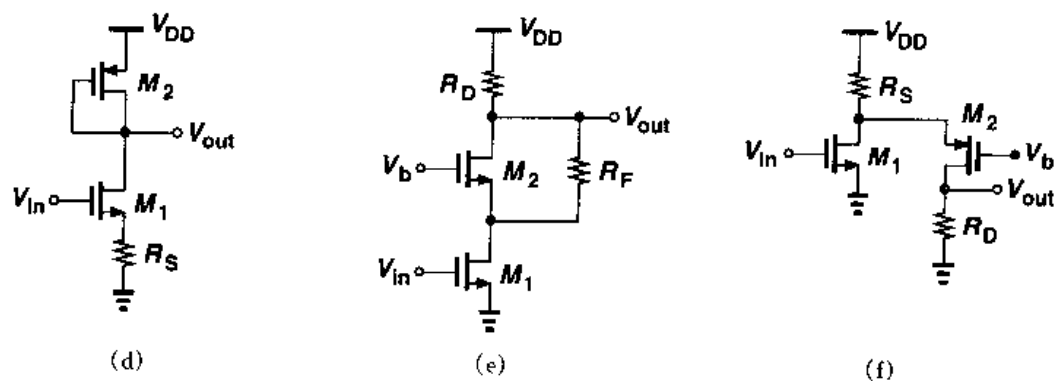 V_DD
M_2
V_out
V_in
M_1
R_S
(d)
V_DD
R_D
V_out
V_b
M_2
R_F
V_in
M_1
(e)
V_DD
R_S
M_2
V_in
M_1
V_b
V_out
R_D
(f)